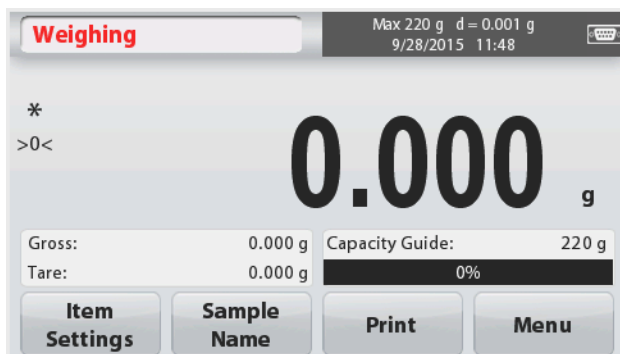 Weighing
Max 220 g d = 0.001 g
9/28/2015 11:48
*
>0<
0.000 g
Gross: 0.000 g
Tare: 0.000 g
Capacity Guide: 220 g
0%
Item
Settings
Sample
Name
Print
Menu